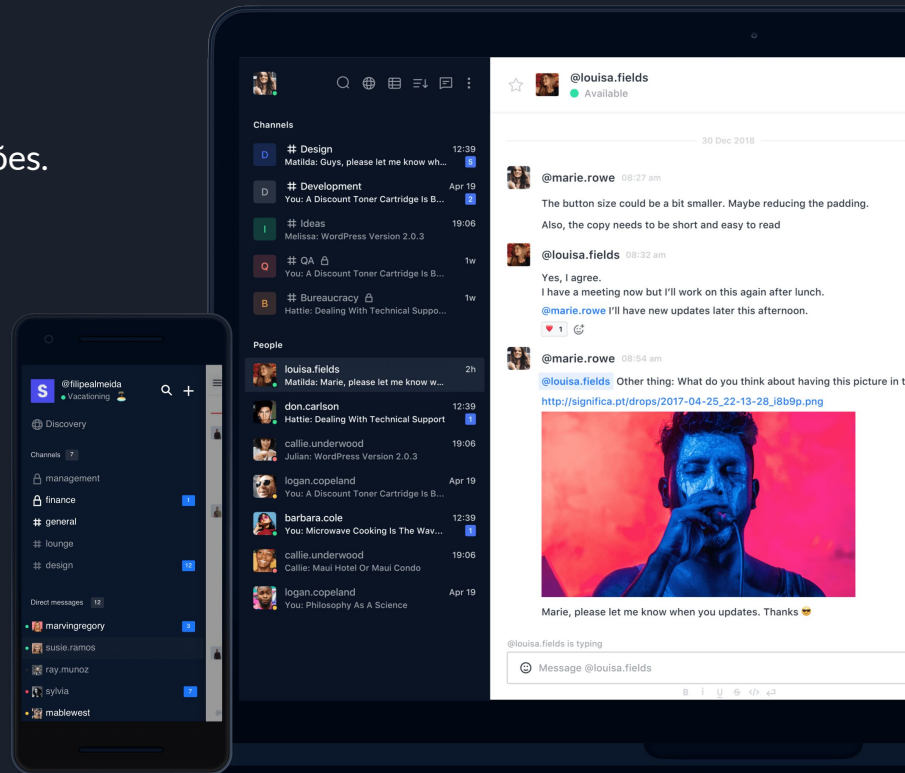 ões.
Channels
D
# Design
12:39
Matilda: Guys, please let me know wh...
5
D
# Development
Apr 19
You: A Discount Toner Cartridge Is B...
2
I
# Ideas
19:06
Melissa: WordPress Version 2.0.3
Q
# QA
1w
You: A Discount Toner Cartridge Is B...
B
# Bureaucracy
1w
Hattie: Dealing With Technical Suppo...
People
louisa.fields
2h
Matilda: Marie, please let me know w...
don.carlson
12:39
Hattie: Dealing With Technical Support
1
callie.underwood
19:06
Julian: WordPress Version 2.0.3
logan.copeland
Apr 19
You: A Discount Toner Cartridge Is B...
barbara.cole
12:39
You: Microwave Cooking Is The Wav...
1
callie.underwood
19:06
Callie: Maui Hotel Or Maui Condo
logan.copeland
Apr 19
You: Philosophy As A Science
@louisa.fields
Available
30 Dec 2018
@marie.rowe 08:27 am
The button size could be a bit smaller. Maybe reducing the padding.
Also, the copy needs to be short and easy to read
@louisa.fields 08:32 am
Yes, I agree.
I have a meeting now but I’ll work on this again after lunch.
@marie.rowe I’ll have new updates later this afternoon.
1
@marie.rowe 08:54 am
@louisa.fields Other thing: What do you think about having this picture in t
http://significa.pt/drops/2017-04-25_22-13-28_i8b9p.png
Marie, please let me know when you updates. Thanks 😎
@louisa.fields is typing
Message @louisa.fields
B i U S </>
S
@filipealmeida
Vacationing
Discovery
Channels 7
management
finance
1
# general
# lounge
# design
12
Direct messages 12
marvingregory
3
susie.ramos
ray.munoz
sylvia
7
mablewest